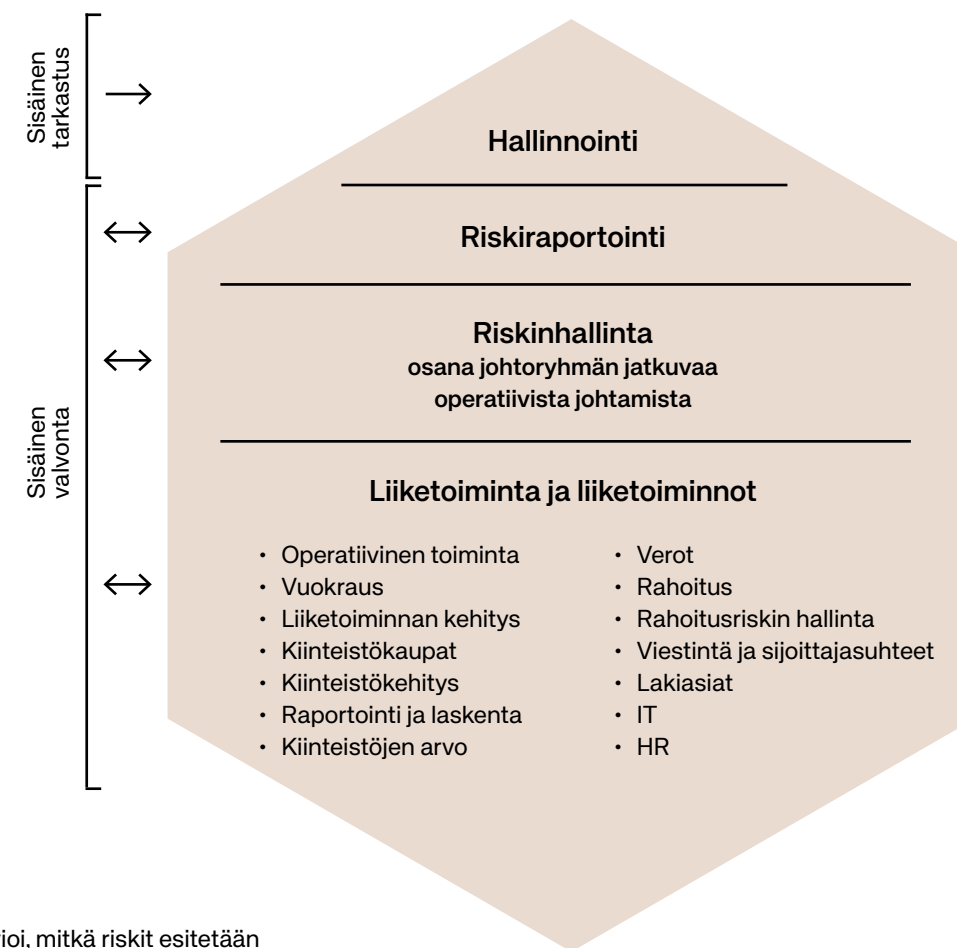 Sisäinen
tarkastus
Hallinnointi
Riskiraportointi
Riskinhallinta
osana johtoryhmän jatkuvaa
operatiivista johtamista
Sisäinen
valvonta
Liiketoiminta ja liiketoiminnot
• Operatiivinen toiminta
• Vuokraus
• Liiketoiminnan kehitys
• Kiinteistökaupat
• Kiinteistökehitys
• Raportointi ja laskenta
• Kiinteistöjen arvo
• Verot
• Rahoitus
• Rahoitusriskin hallinta
• Viestintä ja sijoittajasuhteet
• Lakiasiat
• IT
• HR
ioi, mitkä riskit esitetään